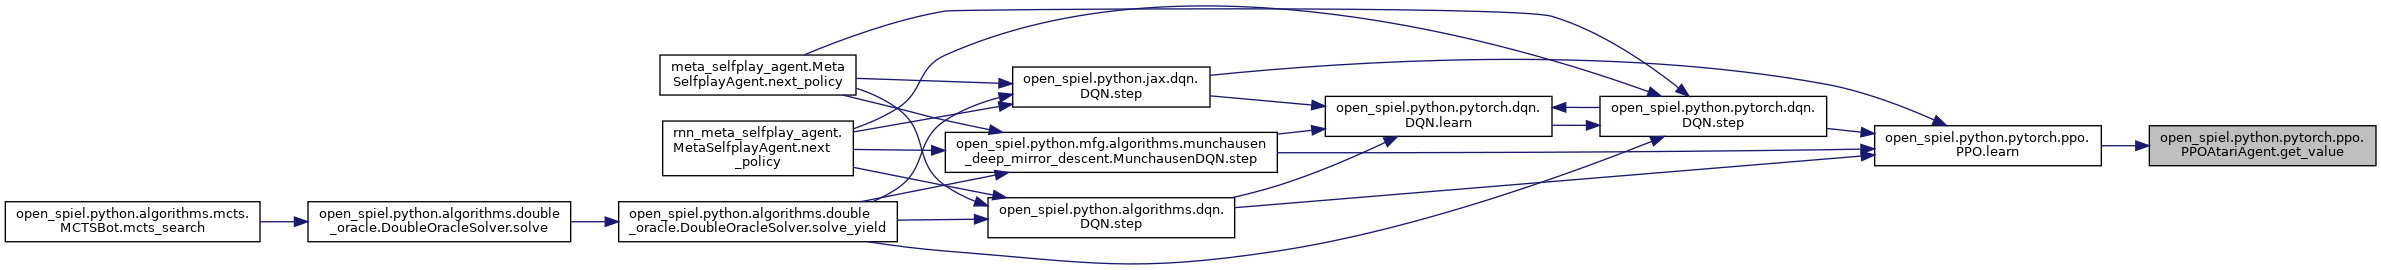 meta_selfplay_agent.Meta
SelfplayAgent.next_policy
rnn_meta_selfplay_agent.
MetaSelfplayAgent.next
_policy
open_spiel.python.algorithms.mcts.
MCTSBot.mcts_search
open_spiel.python.algorithms.double
_oracle.DoubleOracleSolver.solve
open_spiel.python.algorithms.double
_oracle.DoubleOracleSolver.solve_yield
open_spiel.python.jax.dqn.
DQN.step
open_spiel.python.mfg.algorithms.munchausen
_deep_mirror_descent.MunchausenDQN.step
open_spiel.python.algorithms.dqn.
DQN.step
open_spiel.python.pytorch.dqn.
DQN.learn
open_spiel.python.pytorch.dqn.
DQN.step
open_spiel.python.pytorch.ppo.
PPO.learn
open_spiel.python.pytorch.ppo.
PPOAtariAgent.get_value